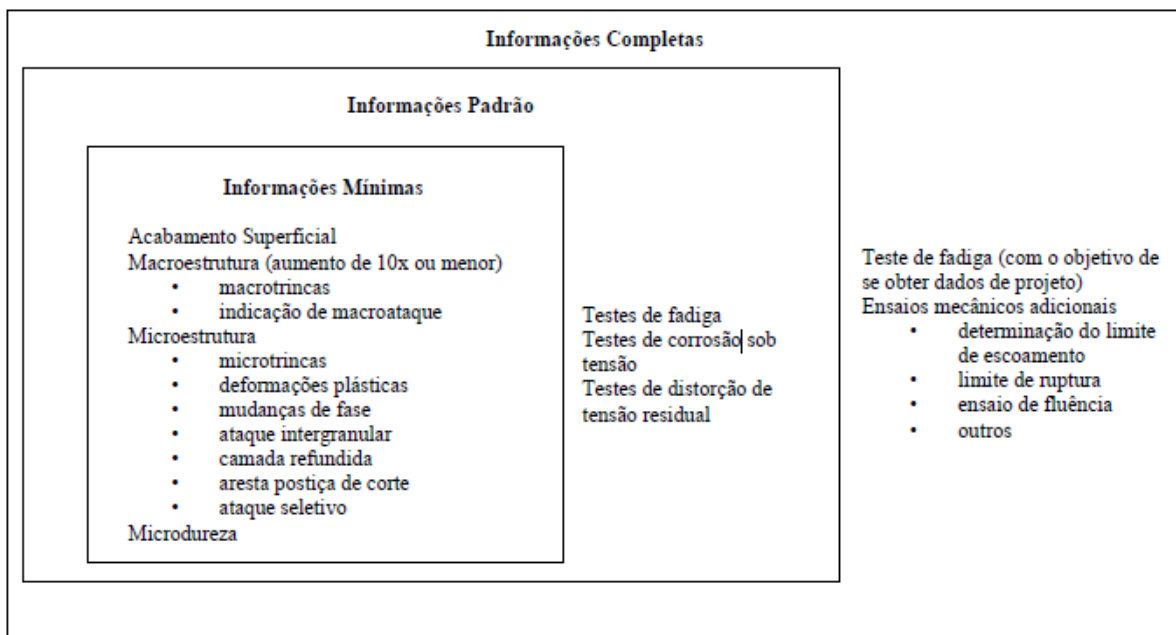 Informações Completas
Informações Padrão
Informações Mínimas
Acabamento Superficial
Macroestrutura (aumento de 10x ou menor)
• macrotrincas
• indicação de macroataque
Microestrutura
• microtrincas
• deformações plásticas
• mudanças de fase
• ataque intergranular
• camada refundida
• aresta postiça de corte
• ataque seletivo
Microdureza
Testes de fadiga
Testes de corrosão sob
tensão
Testes de distorção de
tensão residual
Teste de fadiga (com o objetivo de
se obter dados de projeto)
Ensaios mecânicos adicionais
• determinação do limite
de escoamento
• limite de ruptura
• ensaio de fluência
• outros